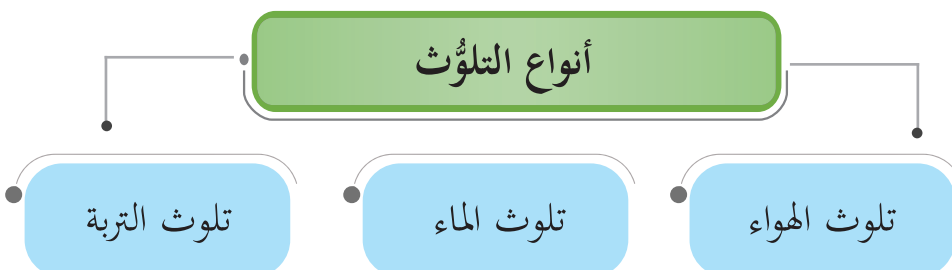 أنواع التلوُّث
تلوث الهواء
تلوث الماء
تلوث التربة